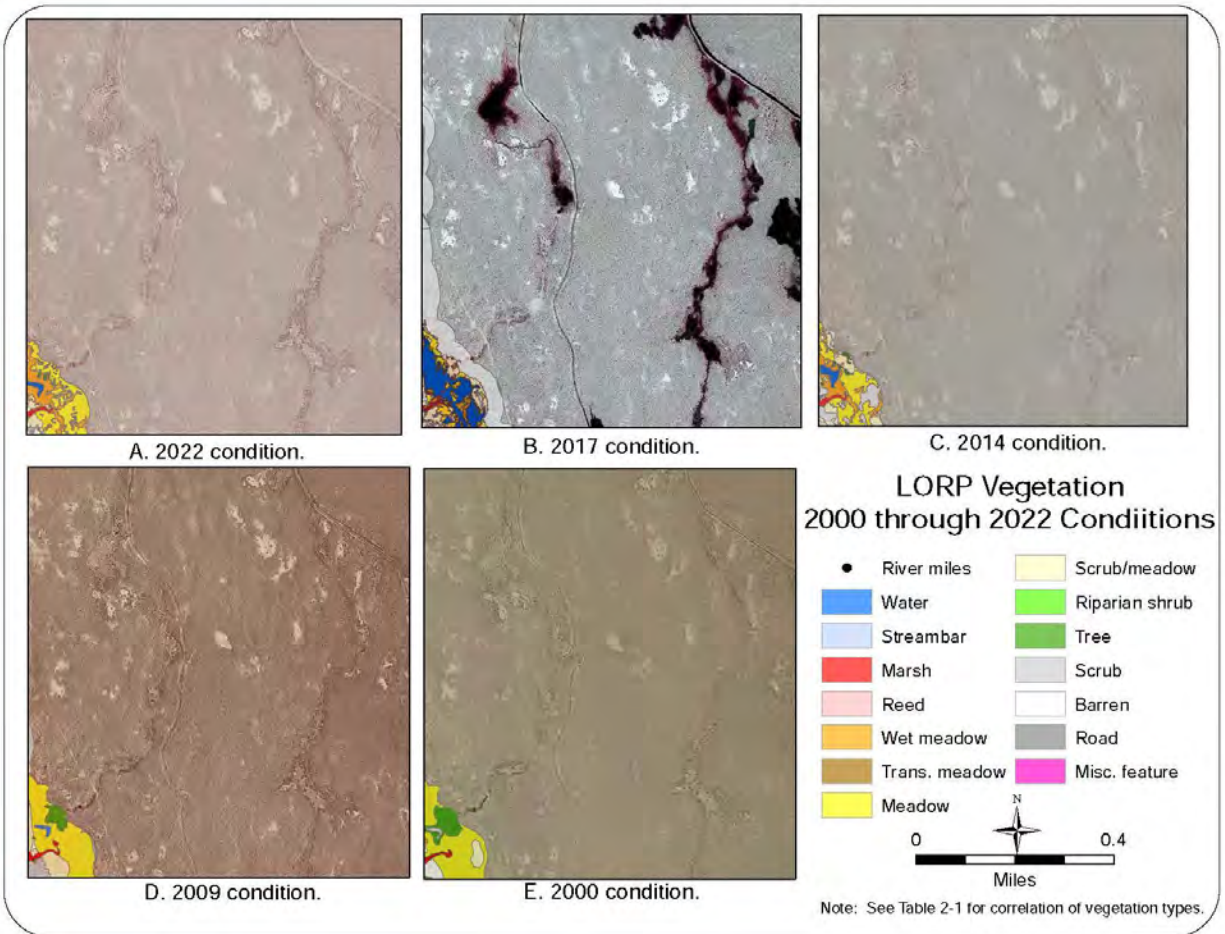 A. 2022 condition.
B. 2017 condition.
C. 2014 condition.
D. 2009 condition.
E. 2000 condition.
LORP Vegetation
2000 through 2022 Condiitions
River miles
Water
Streambar
Marsh
Reed
Wet meadow
Trans. meadow
Meadow
Scrub/meadow
Riparian shrub
Tree
Scrub
Barren
Road
Misc. feature
N
0 0.4
Miles
Note: See Table 2-1 for correlation of vegetation types.